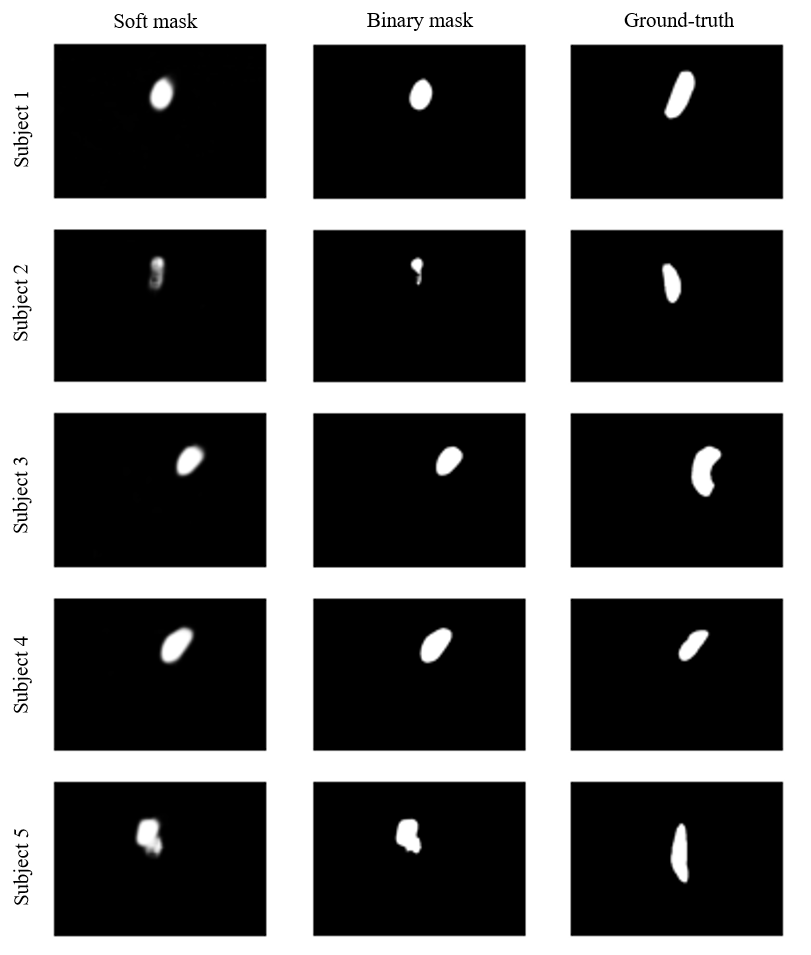 Soft mask
Binary mask
Ground-truth
Subject 1
Subject 2
Subject 3
Subject 4
Subject 5